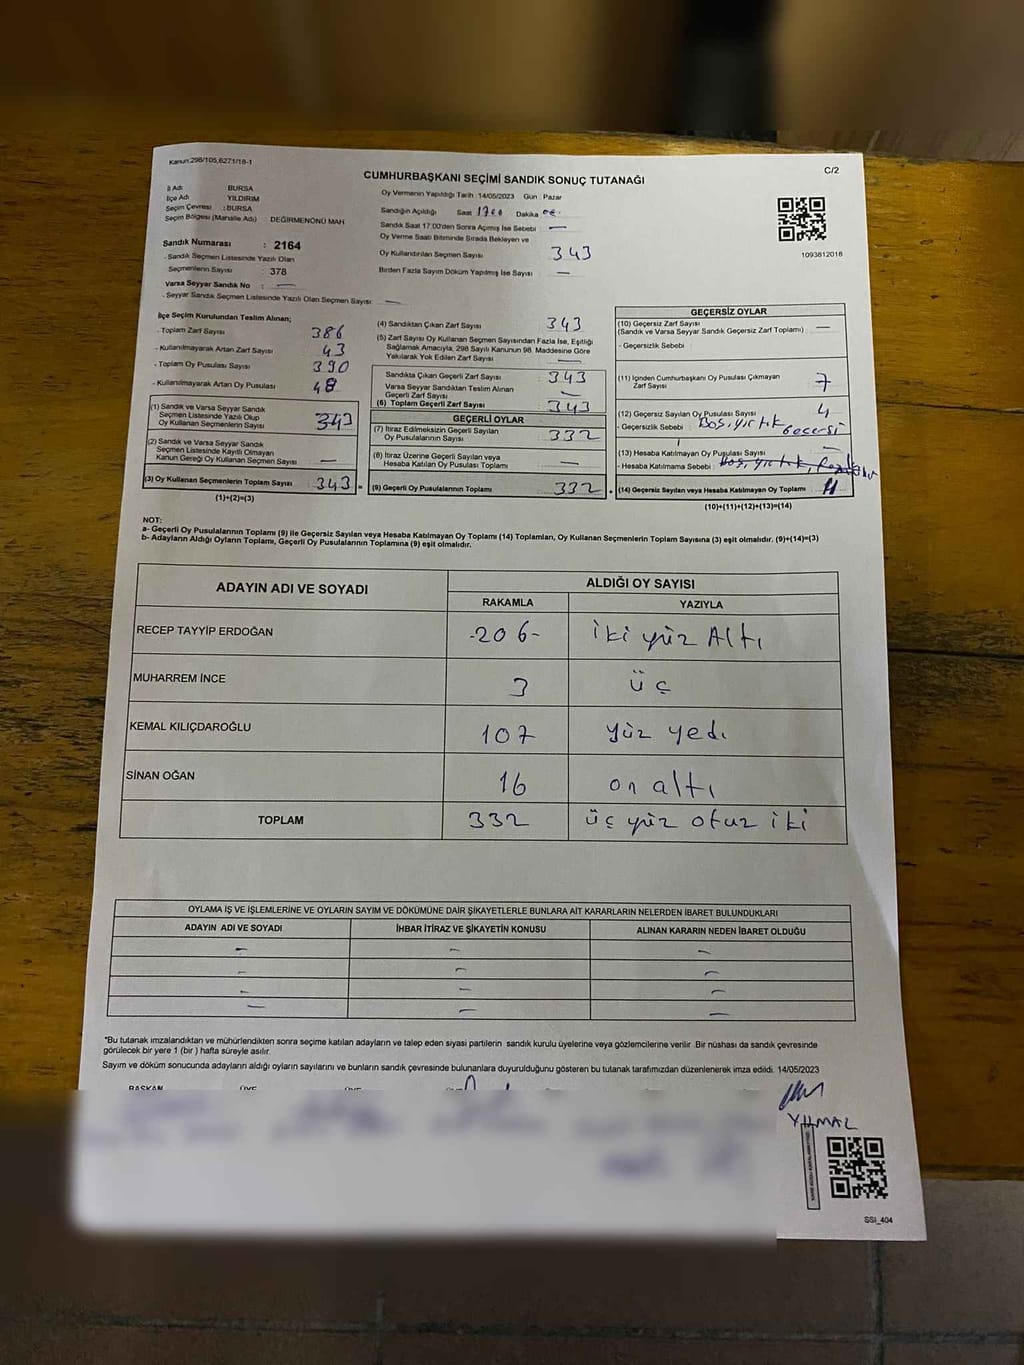 Kanun:298/105,6271/18-1
C/2
CUMHURBAŞKANI SEÇİMİ SANDIK SONUÇ TUTANAĞI
İl Adı BURSA
İlçe Adı YILDIRIM
Seçim Çevresi : BURSA
Seçim Bölgesi (Mahalle Adı) DEĞİRMENÖNÜ MAH
Sandık Numarası : 2164
- Sandık Seçmen Listesinde Yazılı Olan
Seçmenlerin Sayısı : 378
Varsa Seyyar Sandık No : —
- Seyyar Sandık Seçmen Listesinde Yazılı Olan Seçmen Sayısı: —
Oy Vermenin Yapıldığı Tarih :14/05/2023 Gün : Pazar
Sandığın Açıldığı Saat 17.00 Dakika
Sandık Saat 17:00'den Sonra Açımış İse Sebebi —
Oy Verme Saati Bitiminde Sırada Bekleyen ve
Oy Kullandırılan Seçmen Sayısı 343
Birden Fazla Sayım Döküm Yapılmış İse Sayısı —
1093812018
İlçe Seçim Kurulundan Teslim Alınan;
- Toplam Zarf Sayısı 386
- Kullanılmayarak Artan Zarf Sayısı 43
- Toplam Oy Pusulası Sayısı 390
- Kullanılmayarak Artan Oy Pusulası 48
(1) Sandık ve Varsa Seyyar Sandık
Seçmen Listesinde Yazılı Olup
Oy Kullanan Seçmenlerin Sayısı 343
(2) Sandık ve Varsa Seyyar Sandık
Seçmen Listesinde Kayıtlı Olmayan
Kanun Gereği Oy Kullanan Seçmen Sayısı —
(3) Oy Kullanan Seçmenlerin Toplam Sayısı 343 =
(1)+(2)=(3)
(4) Sandıktan Çıkan Zarf Sayısı 343
(5) Zarf Sayısı Oy Kullanan Seçmen Sayısından Fazla İse, Eşitliği
Sağlamak Amacıyla, 298 Sayılı Kanunun 98. Maddesine Göre
Yakılarak Yok Edilen Zarf Sayısı —
Sandıkta Çıkan Geçerli Zarf Sayısı 343
Varsa Seyyar Sandıktan Teslim Alınan
Geçerli Zarf Sayısı —
(6) Toplam Geçerli Zarf Sayısı 343
GEÇERLİ OYLAR
(7) İtiraz Edilmeksizin Geçerli Sayılan
Oy Pusulalarının Sayısı 332
(8) İtiraz Üzerine Geçerli Sayılan veya
Hesaba Katılan Oy Pusulası Toplamı —
(9) Geçerli Oy Pusulalarının Toplamı 332 +
GEÇERSİZ OYLAR
(10) Geçersiz Zarf Sayısı
(Sandık ve Varsa Seyyar Sandık Geçersiz Zarf Toplamı) —
- Geçersizlik Sebebi :
(11) İçinden Cumhurbaşkanı Oy Pusulası Çıkmayan
Zarf Sayısı 7
(12) Geçersiz Sayılan Oy Pusulası Sayısı 4
- Geçersizlik Sebebi : Boş, yırtık
geçersi
(13) Hesaba Katılmayan Oy Pusulası Sayısı —
- Hesaba Katılmama Sebebi : Boş, yırtık,
(14) Geçersiz Sayılan veya Hesaba Katılmayan Oy Toplamı 11
(10)+(11)+(12)+(13)=(14)
NOT:
a- Geçerli Oy Pusulalarının Toplamı (9) ile Geçersiz Sayılan veya Hesaba Katılmayan Oy Toplamı (14) Toplamları, Oy Kullanan Seçmenlerin Toplam Sayısına (3) eşit olmalıdır. (9)+(14)=(3)
b- Adayların Aldığı Oyların Toplamı, Geçerli Oy Pusulalarının Toplamına (9) eşit olmalıdır.
ADAYIN ADI VE SOYADI
ALDIĞI OY SAYISI
RAKAMLA YAZIYLA
RECEP TAYYİP ERDOĞAN -206- iki yüz Altı
MUHARREM İNCE 3 üç
KEMAL KILIÇDAROĞLU 107 yüz yedi
SİNAN OĞAN 16 on altı
TOPLAM 332 üç yüz otuz iki
OYLAMA İŞ VE İŞLEMLERİNE VE OYLARIN SAYIM VE DÖKÜMÜNE DAİR ŞİKAYETLERLE BUNLARA AİT KARARLARIN NELERDEN İBARET BULUNDUKLARI
ADAYIN ADI VE SOYADI İHBAR İTİRAZ VE ŞİKAYETİN KONUSU ALINAN KARARIN NEDEN İBARET OLDUĞU
— — —
— — —
— — —
— — —
*Bu tutanak imzalandıktan ve mühürlendikten sonra seçime katılan adayların ve talep eden siyasi partilerin sandık kurulu üyelerine veya gözlemcilerine verilir. Bir nüshası da sandık çevresinde
görülecek bir yere 1 (bir ) hafta süreyle asılır.
Sayım ve döküm sonucunda adayların aldığı oyların sayılarını ve bunların sandık çevresinde bulunanlara duyurulduğunu gösteren bu tutanak tarafımızdan düzenlenerek imza edildi. 14/05/2023
BAŞKAN ÜYE ÜYE
YILMAZ
SSI_404